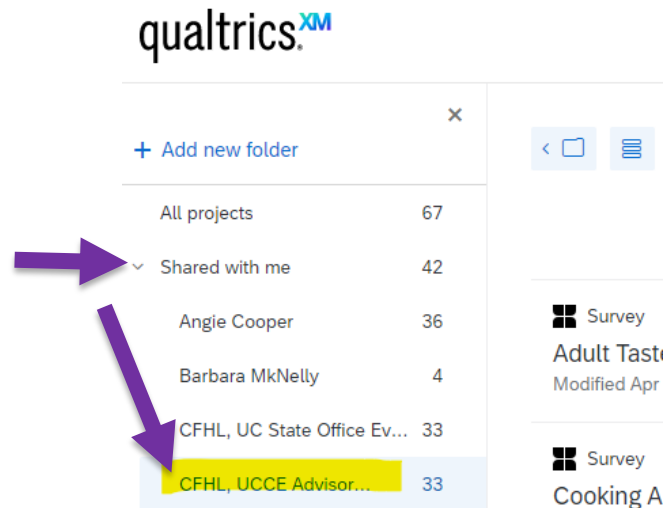 qualtrics.XM
×
+ Add new folder
All projects 67
Shared with me 42
Angie Cooper 36
Barbara MkNelly 4
CFHL, UC State Office Ev... 33
CFHL, UCCE Advisor... 33
Survey
Adult Taste
Modified Apr
Survey
Cooking A